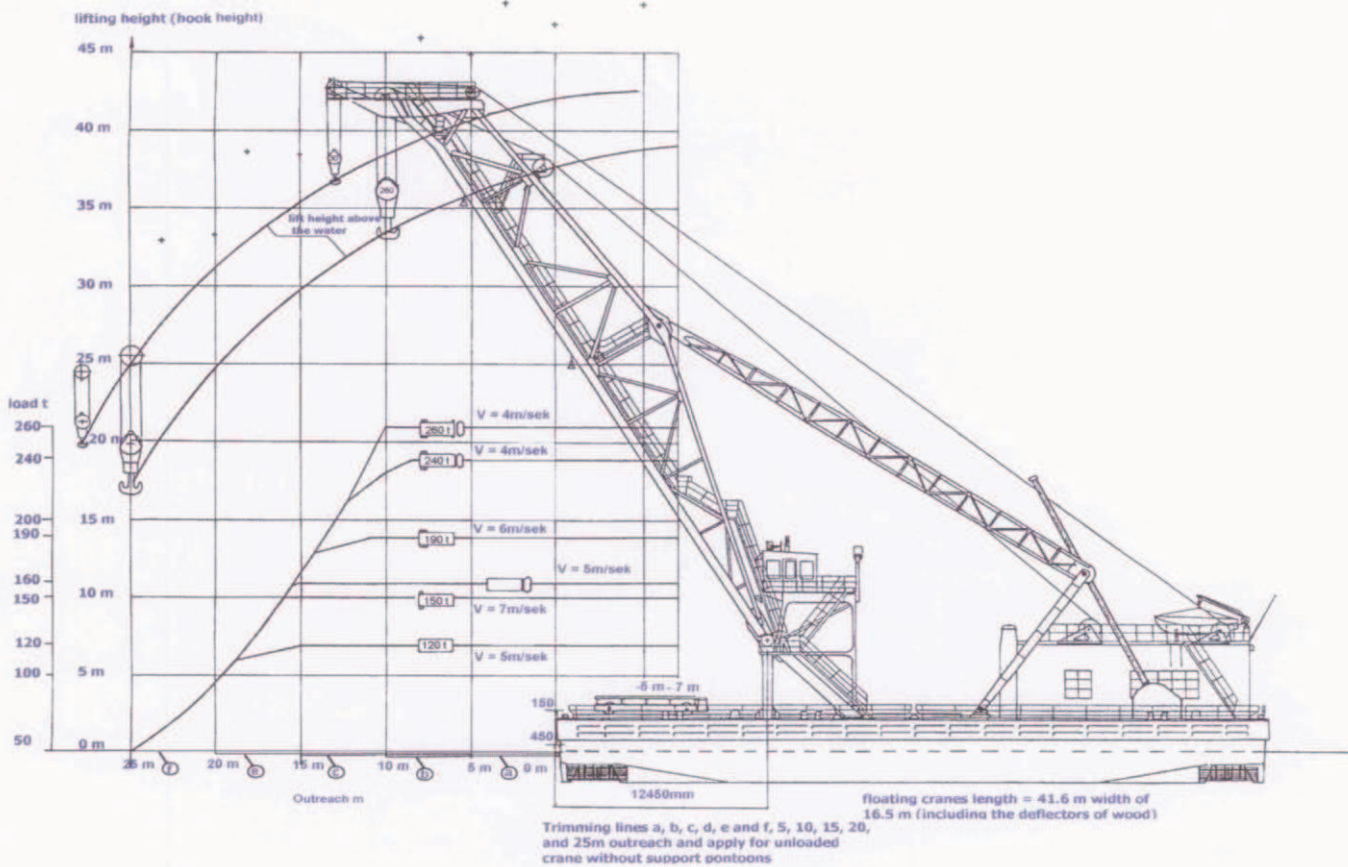 lifting height (hook height)
45 m
40 m
35 m
30 m
25 m
20 m
15 m
10 m
5 m
0 m
lift height above
the water
260
load t
260
240
200
190
160
150
120
100
50
V = 4m/sek
260 t
V = 4m/sek
240 t
V = 6m/sek
190 t
V = 5m/sek
150 t
V = 7m/sek
120 t
V = 5m/sek
-5 m - 7 m
150
450
25 m
f
20 m
e
15 m
c
10 m
b
5 m
a
0 m
Outreach m
12450mm
floating cranes length = 41.6 m width of
16.5 m (including the deflectors of wood)
Trimming lines a, b, c, d, e and f, 5, 10, 15, 20,
and 25m outreach and apply for unloaded
crane without support pontoons